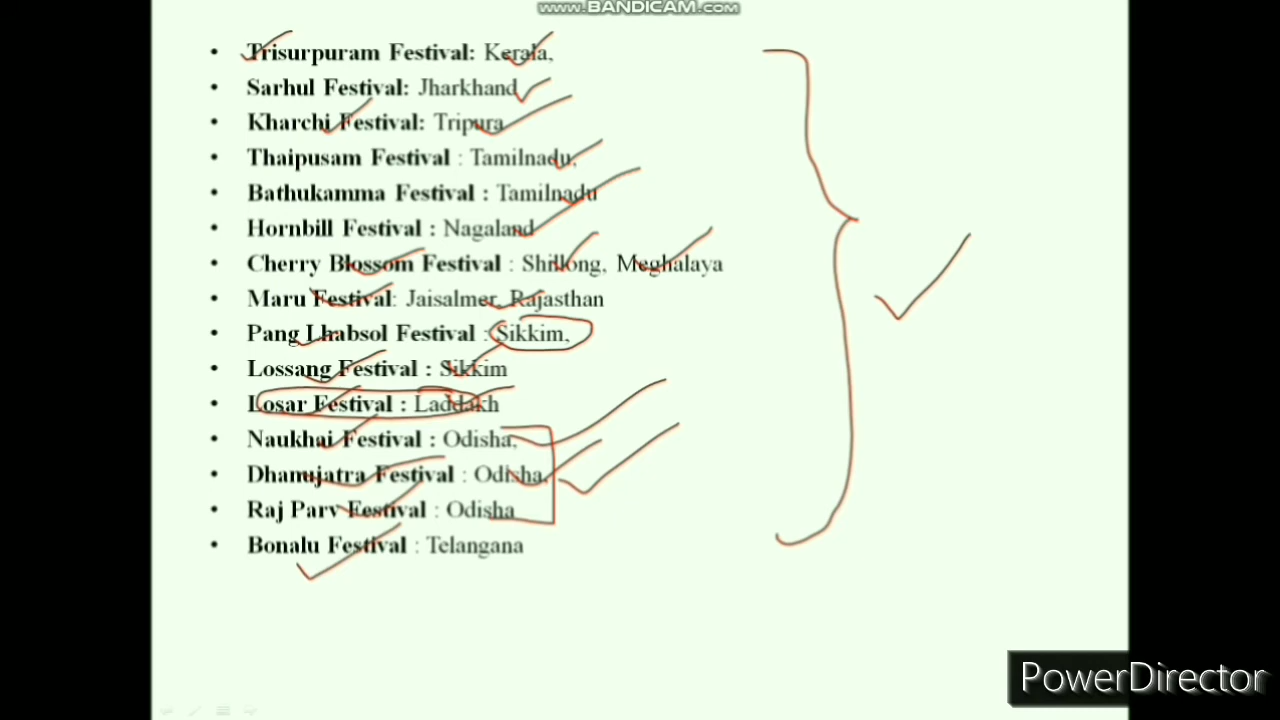 www.BANDICAM.com
• Trisurpuram Festival: Kerala,
• Sarhul Festival: Jharkhand
• Kharchi Festival: Tripura
• Thaipusam Festival : Tamilnadu,
• Bathukamma Festival : Tamilnadu
• Hornbill Festival : Nagaland
• Cherry Blossom Festival : Shillong, Meghalaya
• Maru Festival: Jaisalmer, Rajasthan
• Pang Lhabsol Festival : Sikkim,
• Lossang Festival : Sikkim
• Losar Festival : Laddakh
• Naukhai Festival : Odisha,
• Dhanujatra Festival : Odisha,
• Raj Parv Festival : Odisha
• Bonalu Festival : Telangana
PowerDirector